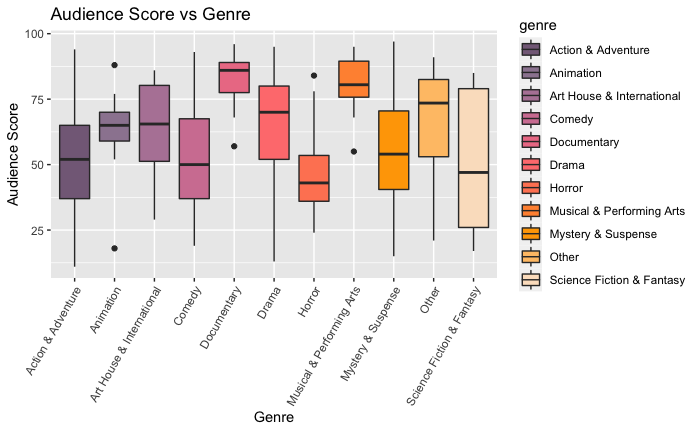 Audience Score vs Genre
Audience Score
100
75
50
25
Action & Adventure
Animation
Art House & International
Comedy
Documentary
Drama
Horror
Musical & Performing Arts
Mystery & Suspense
Other
Science Fiction & Fantasy
Genre
genre
Action & Adventure
Animation
Art House & International
Comedy
Documentary
Drama
Horror
Musical & Performing Arts
Mystery & Suspense
Other
Science Fiction & Fantasy